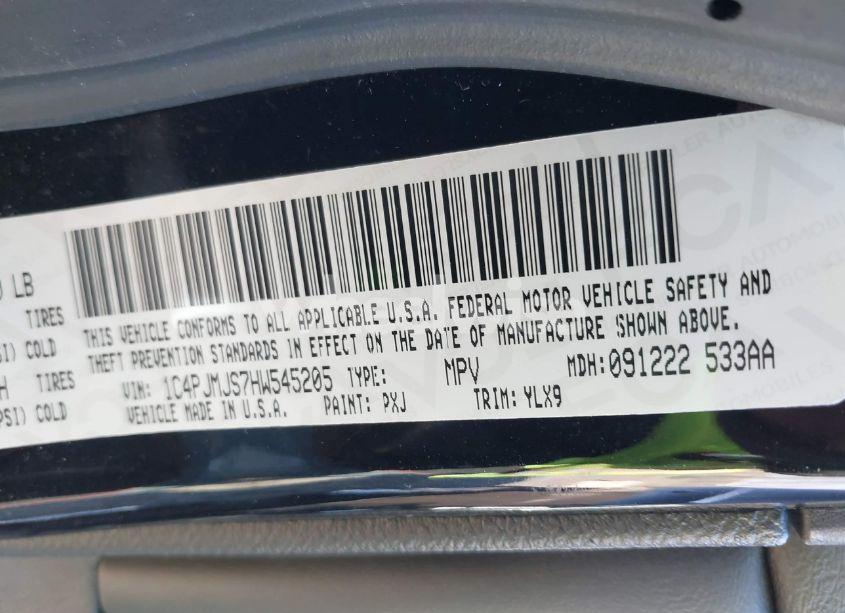 LB
THIS VEHICLE CONFORMS TO ALL APPLICABLE U.S.A. FEDERAL MOTOR VEHICLE SAFETY AND
TIRES
THEFT PREVENTION STANDARDS IN EFFECT ON THE DATE OF MANUFACTURE SHOWN ABOVE.
COLD
TIRES VIN: 1C4PJMJS7HW545205 TYPE: MPV MDH: 091222 533AA
COLD VEHICLE MADE IN U.S.A. PAINT: PXJ TRIM: YLX9